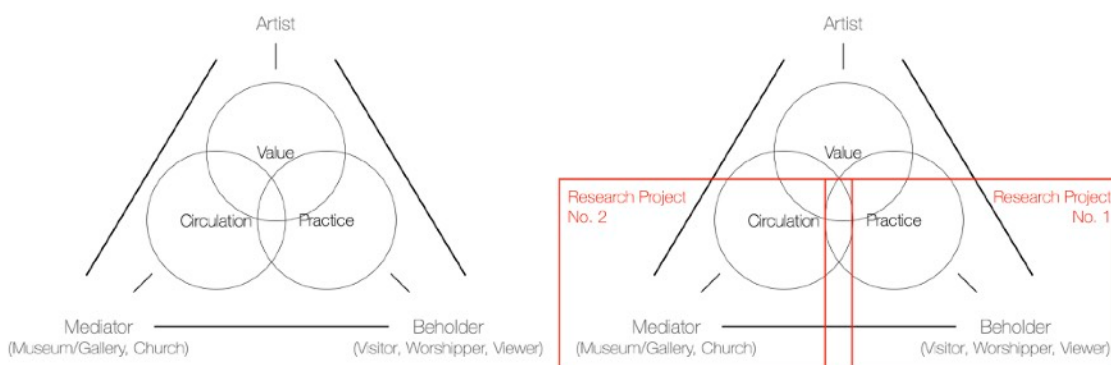 Artist
Value
Circulation
Practice
Mediator
(Museum/Gallery, Church)
Beholder
(Visitor, Worshipper, Viewer)
Artist
Value
Research Project
No. 2
Research Project
No. 1
Circulation
Practice
Mediator
(Museum/Gallery, Church)
Beholder
(Visitor, Worshipper, Viewer)